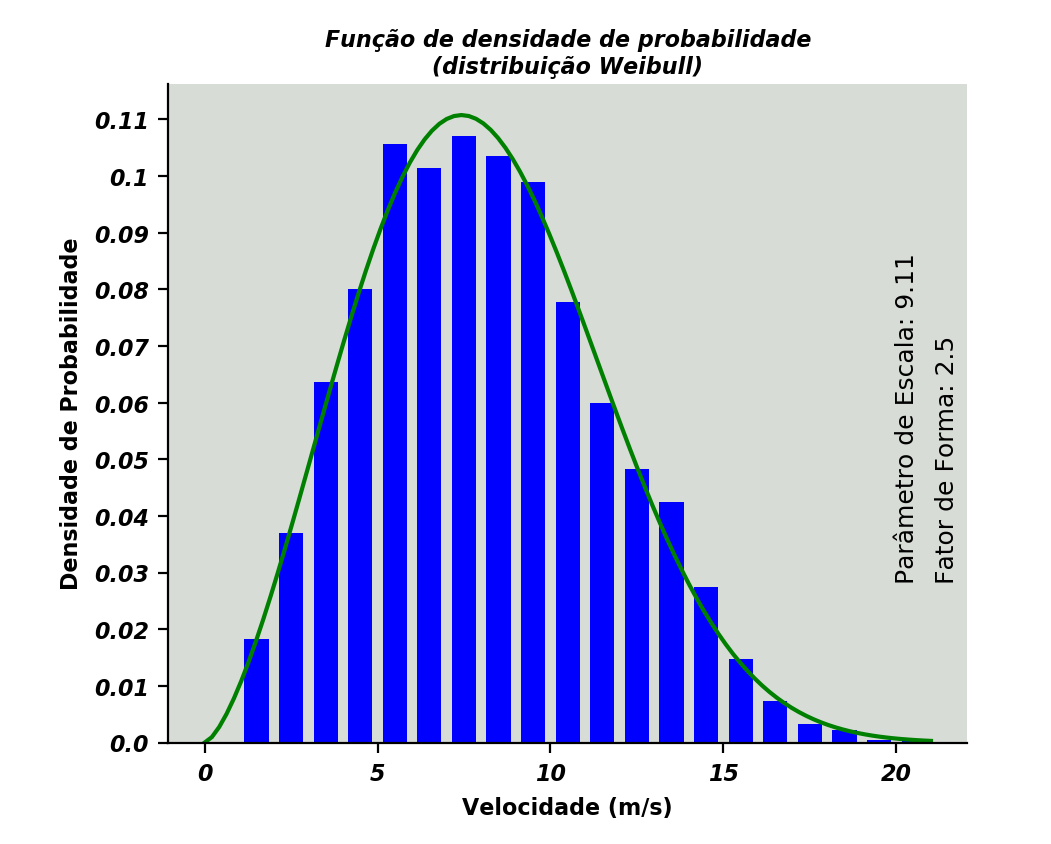 Função de densidade de probabilidade
(distribuição Weibull)
Densidade de Probabilidade
0.11
0.1
0.09
0.08
0.07
0.06
0.05
0.04
0.03
0.02
0.01
0.0
Parâmetro de Escala: 9.11
Fator de Forma: 2.5
0 5 10 15 20
Velocidade (m/s)